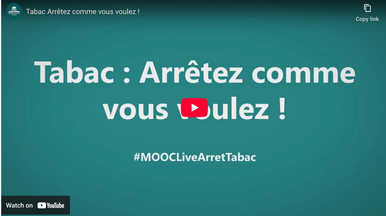 Tabac Arrêtez comme vous voulez !
Copy link
Tabac : Arrêtez comme
vous voulez !
#MOOCLiveArretTabac
Watch on YouTube